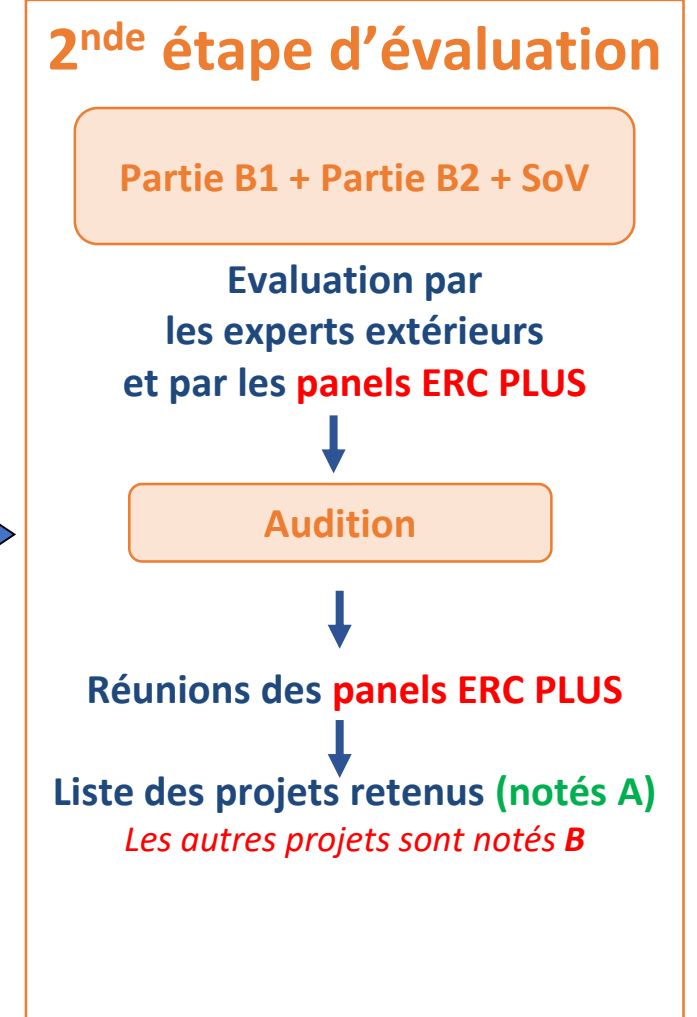 2nde étape d’évaluation
Partie B1 + Partie B2 + SoV
Evaluation par
les experts extérieurs
et par les panels ERC PLUS
Audition
Réunions des panels ERC PLUS
Liste des projets retenus (notés A)
Les autres projets sont notés B